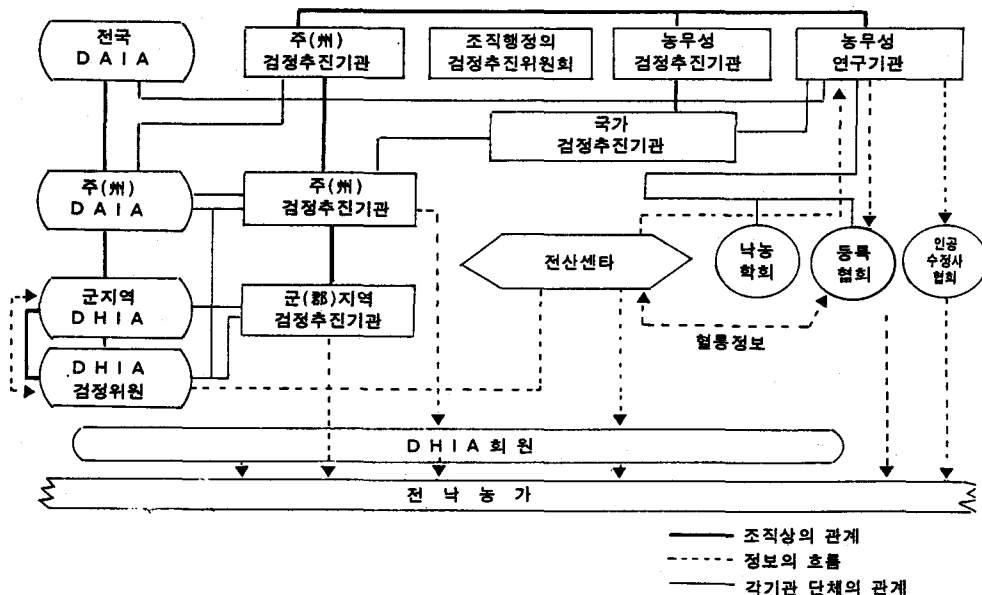 전국
DAIA
주(州)
검정추진기관
조직행정의
검정추진위원회
농무성
검정추진기관
농무성
연구기관
국가
검정추진기관
주(州)
DAIA
주(州)
검정추진기관
전산센타
낙농
학회
등록
협회
인공
수정사
협회
군지역
DHIA
군(郡)지역
검정추진기관
혈통정보
DHIA
검정위원
DHIA회원
전 낙 농 가
조직상의 관계
정보의 흐름
각기관 단체의 관계